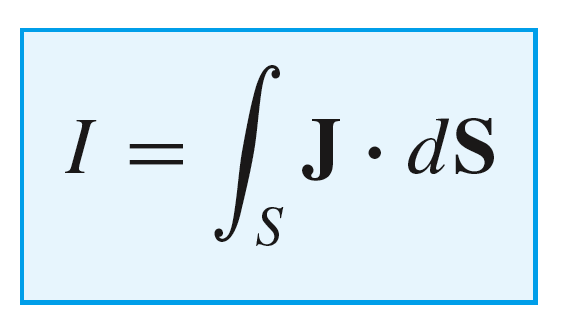 I = ∫_S J · dS